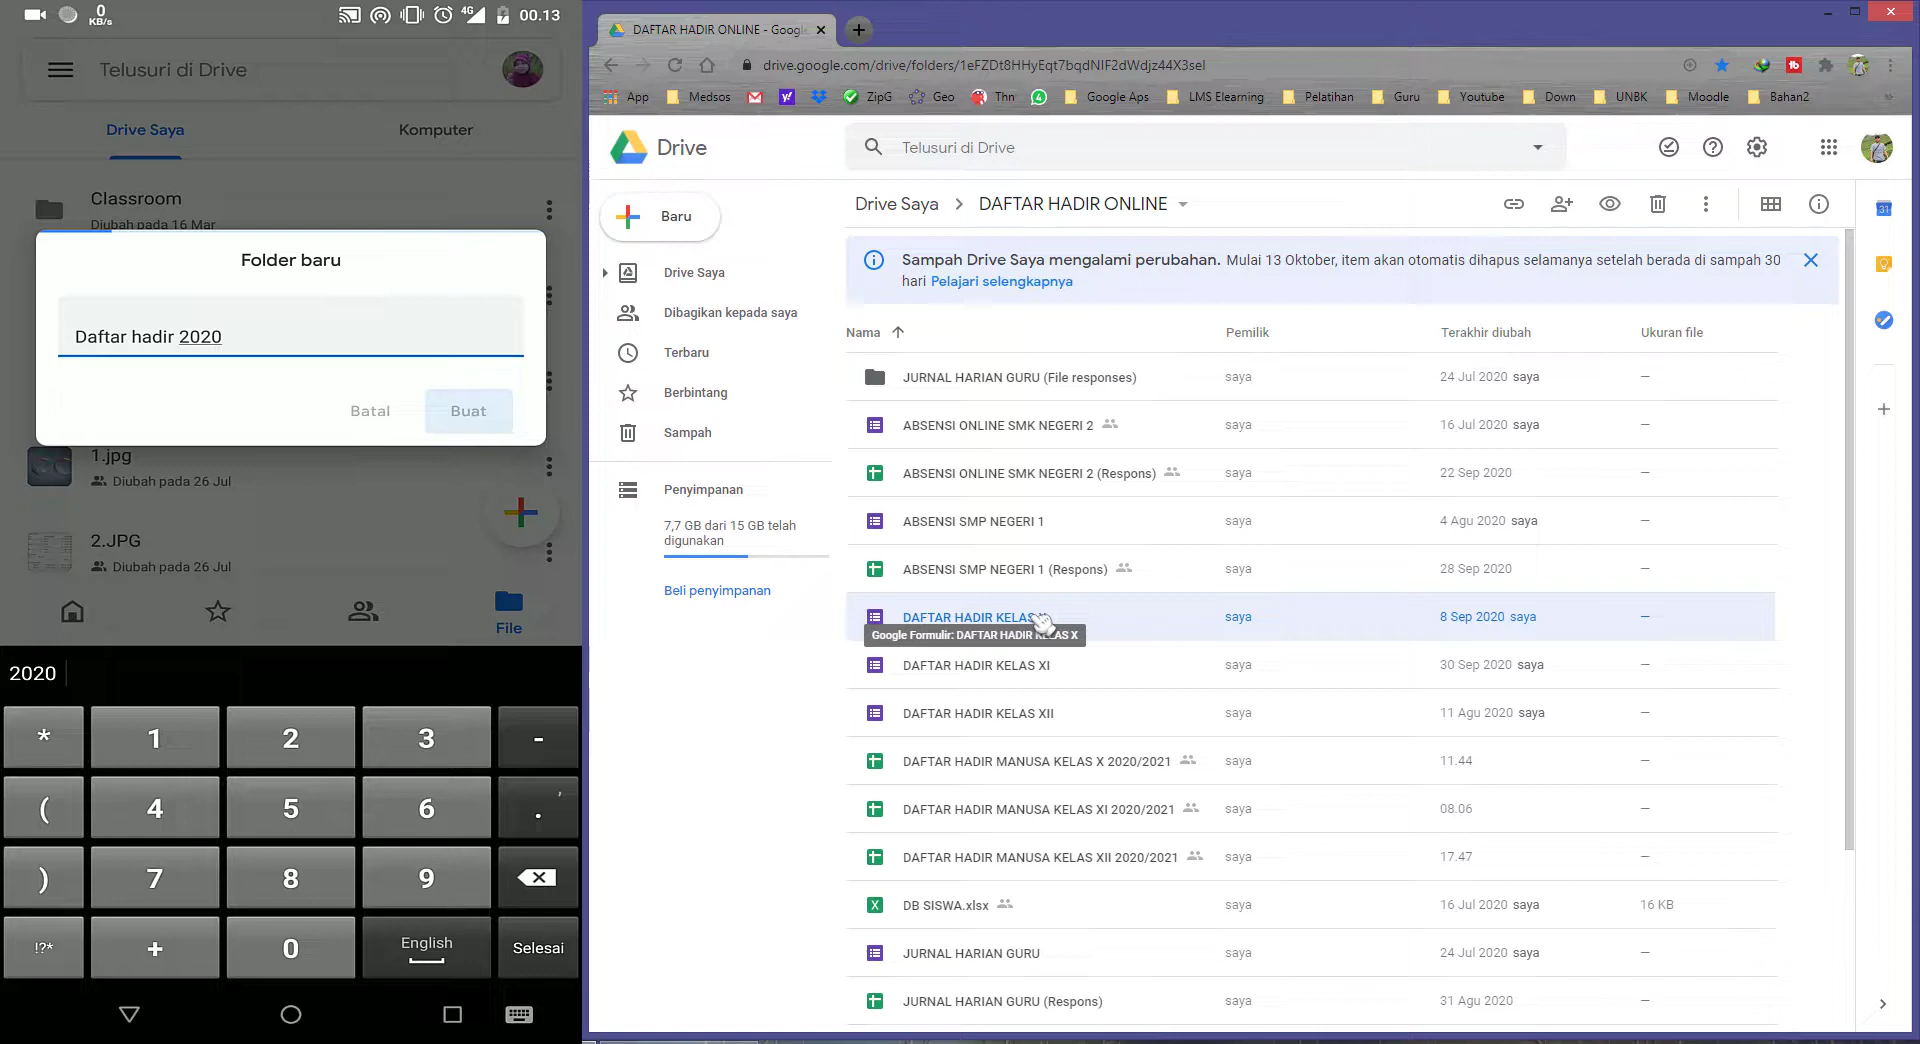 0
KB/s
4G
00.13
Telusuri di Drive
Drive Saya
Komputer
Classroom
Diubah pada 16 Mar
Folder baru
Daftar hadir 2020
Batal
Buat
1.jpg
Diubah pada 26 Jul
2.JPG
Diubah pada 26 Jul
File
2020
* 1 2 3 -
( 4 5 6 . ,
) 7 8 9
!?* + 0 English Selesai
DAFTAR HADIR ONLINE - Googl
drive.google.com/drive/folders/1eFZDt8HHyEqt7bqdNIF2dWdjz44X3sel
App
Medsos
ZipG
Geo
Thn
4
Google Aps
LMS Elearning
Pelatihan
Guru
Youtube
Down
UNBK
Moodle
Bahan2
Drive
Telusuri di Drive
Baru
Drive Saya
Dibagikan kepada saya
Terbaru
Berbintang
Sampah
Penyimpanan
7,7 GB dari 15 GB telah
digunakan
Beli penyimpanan
Drive Saya > DAFTAR HADIR ONLINE
Sampah Drive Saya mengalami perubahan. Mulai 13 Oktober, item akan otomatis dihapus selamanya setelah berada di sampah 30
hari Pelajari selengkapnya
Nama Pemilik Terakhir diubah Ukuran file
JURNAL HARIAN GURU (File responses) saya 24 Jul 2020 saya —
ABSENSI ONLINE SMK NEGERI 2 saya 16 Jul 2020 saya —
ABSENSI ONLINE SMK NEGERI 2 (Respons) saya 22 Sep 2020 —
ABSENSI SMP NEGERI 1 saya 4 Agu 2020 saya —
ABSENSI SMP NEGERI 1 (Respons) saya 28 Sep 2020 —
DAFTAR HADIR KELAS X saya 8 Sep 2020 saya —
Google Formulir: DAFTAR HADIR KELAS X
DAFTAR HADIR KELAS XI saya 30 Sep 2020 saya —
DAFTAR HADIR KELAS XII saya 11 Agu 2020 saya —
DAFTAR HADIR MANUSA KELAS X 2020/2021 saya 11.44 —
DAFTAR HADIR MANUSA KELAS XI 2020/2021 saya 08.06 —
DAFTAR HADIR MANUSA KELAS XII 2020/2021 saya 17.47 —
DB SISWA.xlsx saya 16 Jul 2020 saya 16 KB
JURNAL HARIAN GURU saya 24 Jul 2020 saya —
JURNAL HARIAN GURU (Respons) saya 31 Agu 2020 —
31